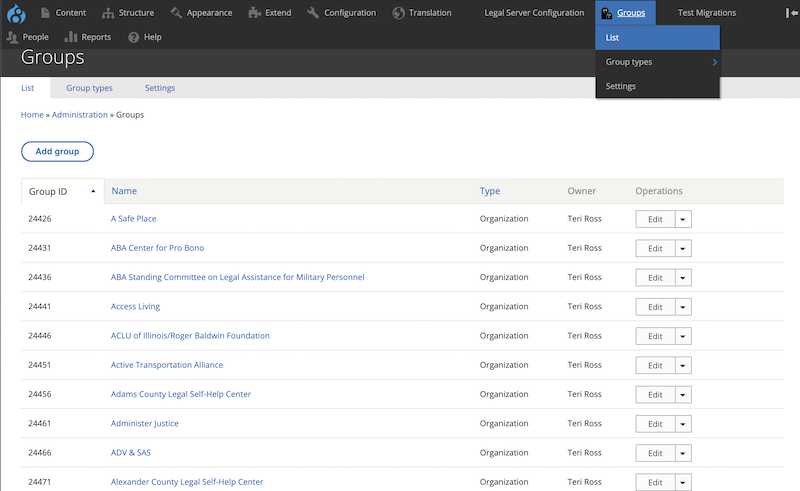 Content Structure Appearance Extend Configuration Translation Legal Server Configuration Groups Test Migrations
People Reports Help
List
Group types
Settings
Groups
List Group types Settings
Home » Administration » Groups
Add group
Group ID Name Type Owner Operations
24426 A Safe Place Organization Teri Ross Edit
24431 ABA Center for Pro Bono Organization Teri Ross Edit
24436 ABA Standing Committee on Legal Assistance for Military Personnel Organization Teri Ross Edit
24441 Access Living Organization Teri Ross Edit
24446 ACLU of Illinois/Roger Baldwin Foundation Organization Teri Ross Edit
24451 Active Transportation Alliance Organization Teri Ross Edit
24456 Adams County Legal Self-Help Center Organization Teri Ross Edit
24461 Administer Justice Organization Teri Ross Edit
24466 ADV & SAS Organization Teri Ross Edit
24471 Alexander County Legal Self-Help Center Organization Teri Ross Edit